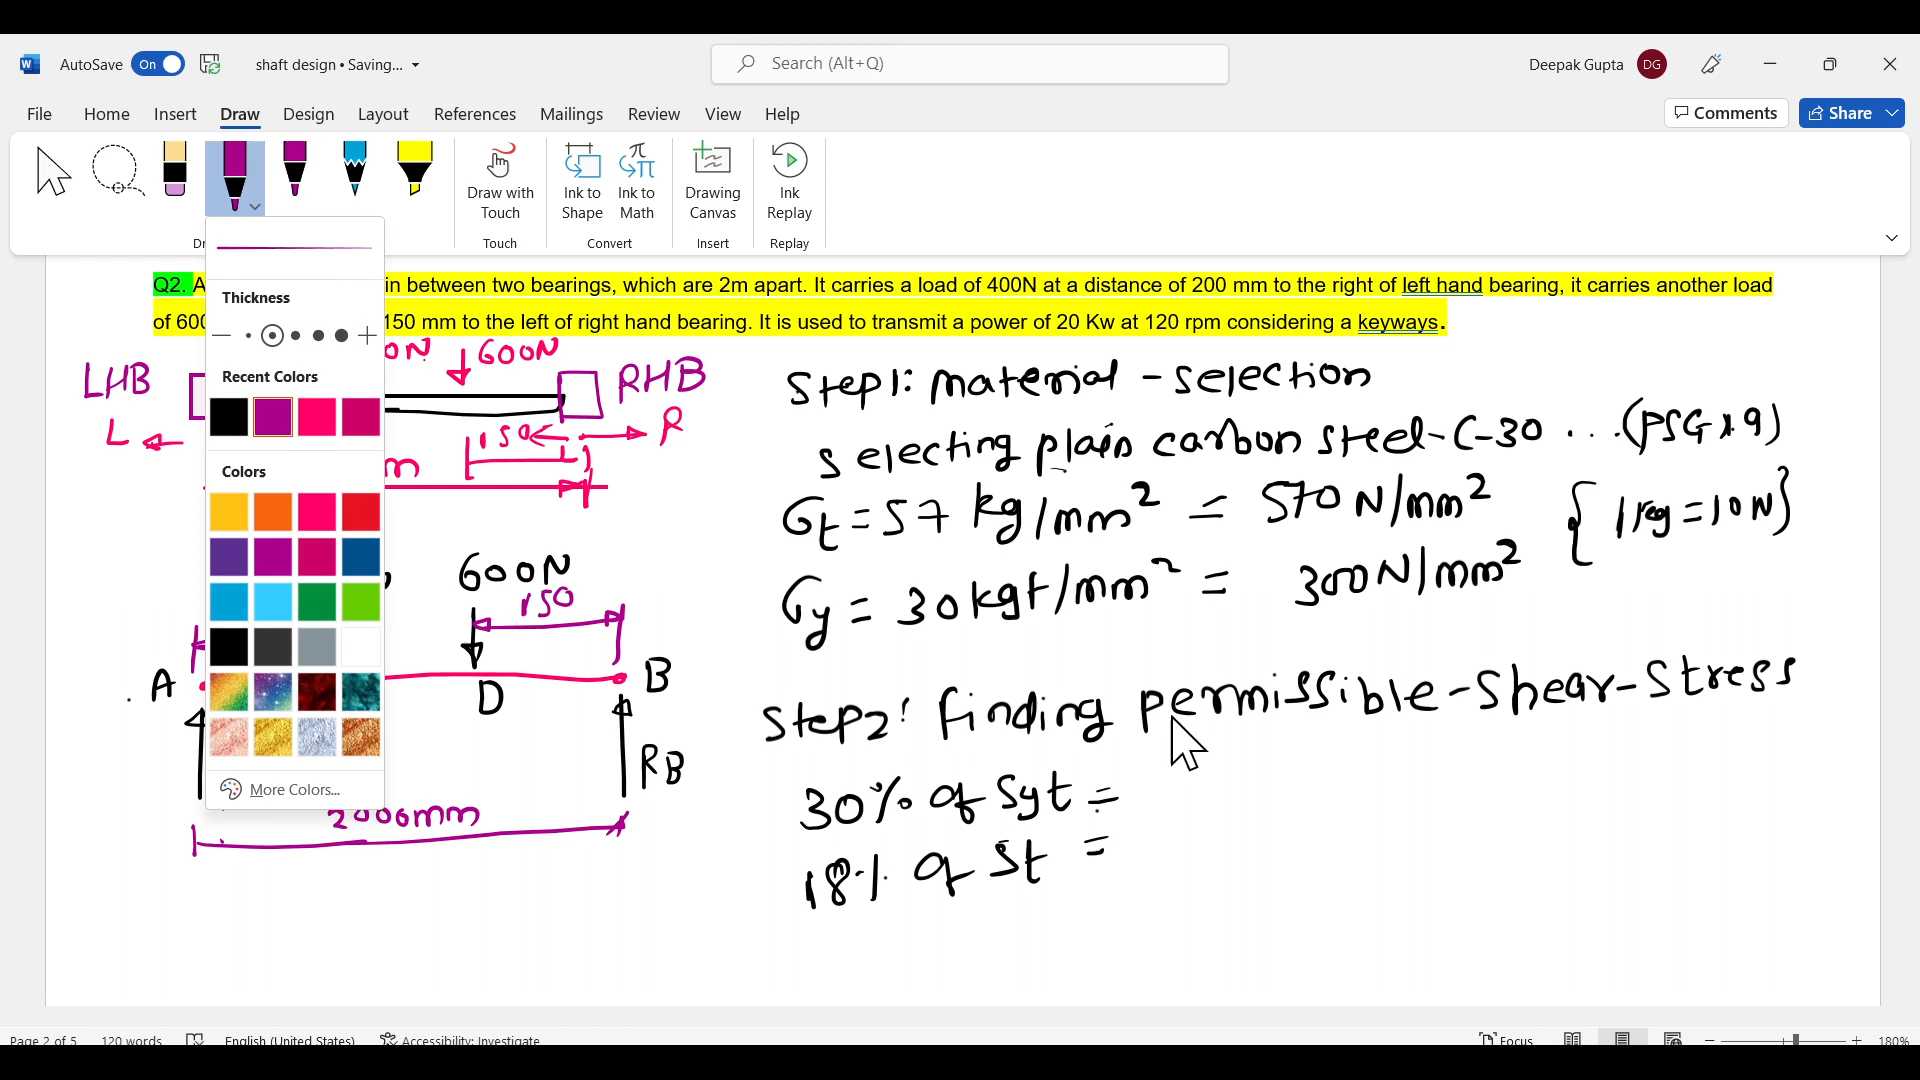 AutoSave On shaft design • Saving... Search (Alt+Q) Deepak Gupta DG
File Home Insert Draw Design Layout References Mailings Review View Help Comments Share
Draw with Touch Ink to Shape Ink to Math Drawing Canvas Ink Replay
Touch Convert Insert Replay
Q2. A in between two bearings, which are 2m apart. It carries a load of 400N at a distance of 200 mm to the right of left hand bearing, it carries another load
of 600 150 mm to the left of right hand bearing. It is used to transmit a power of 20 Kw at 120 rpm considering a keyways.
Thickness
Recent Colors
Colors
More Colors...
LHB 600N RHB
L 150 R
600N
150
A D B
RB
2000mm
Step1: material - selection
selecting plain carbon steel - C-30 ... (PSG 1.9)
σt = 57 kg/mm² = 570 N/mm² { 1kg = 10N }
σy = 30 kgf/mm² = 300 N/mm²
Step2: Finding permissible - Shear - Stress
30% of Syt =
18% of St =
Page 2 of 5 120 words English (United States) Accessibility: Investigate Focus 180%